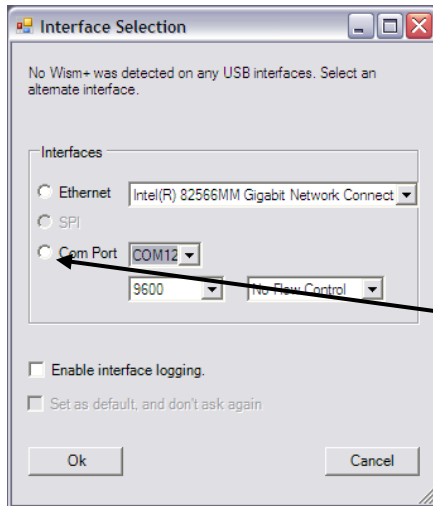 Interface Selection
No Wism+ was detected on any USB interfaces. Select an
alternate interface.
Interfaces
Ethernet Intel(R) 82566MM Gigabit Network Connect
SPI
Com Port COM12
9600 No Flow Control
Enable interface logging.
Set as default, and don't ask again
Ok Cancel